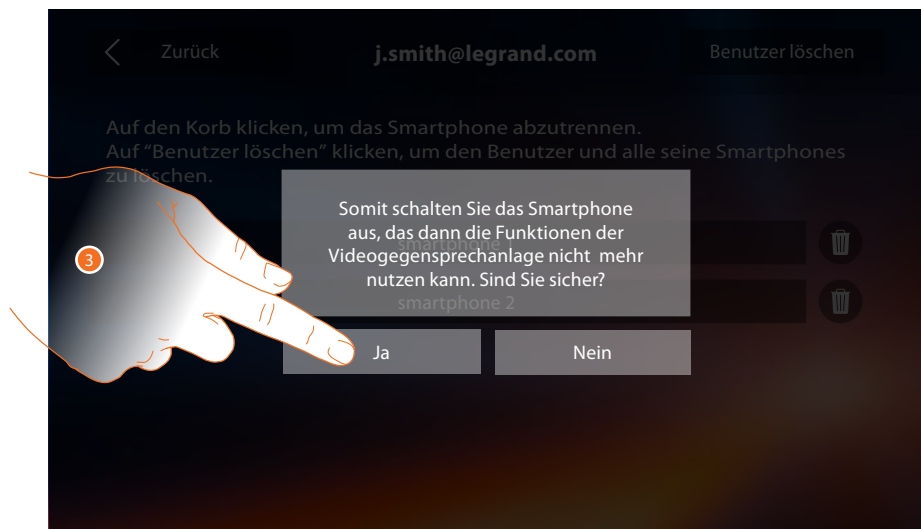 Zurück
j.smith@legrand.com
Benutzer löschen
Auf den Korb klicken, um das Smartphone abzutrennen.
Auf “Benutzer löschen” klicken, um den Benutzer und alle seine Smartphones
zu löschen.
Somit schalten Sie das Smartphone
aus, das dann die Funktionen der
smartphone 1
Videogegensprechanlage nicht mehr
nutzen kann. Sind Sie sicher?
smartphone 2
3
Ja
Nein